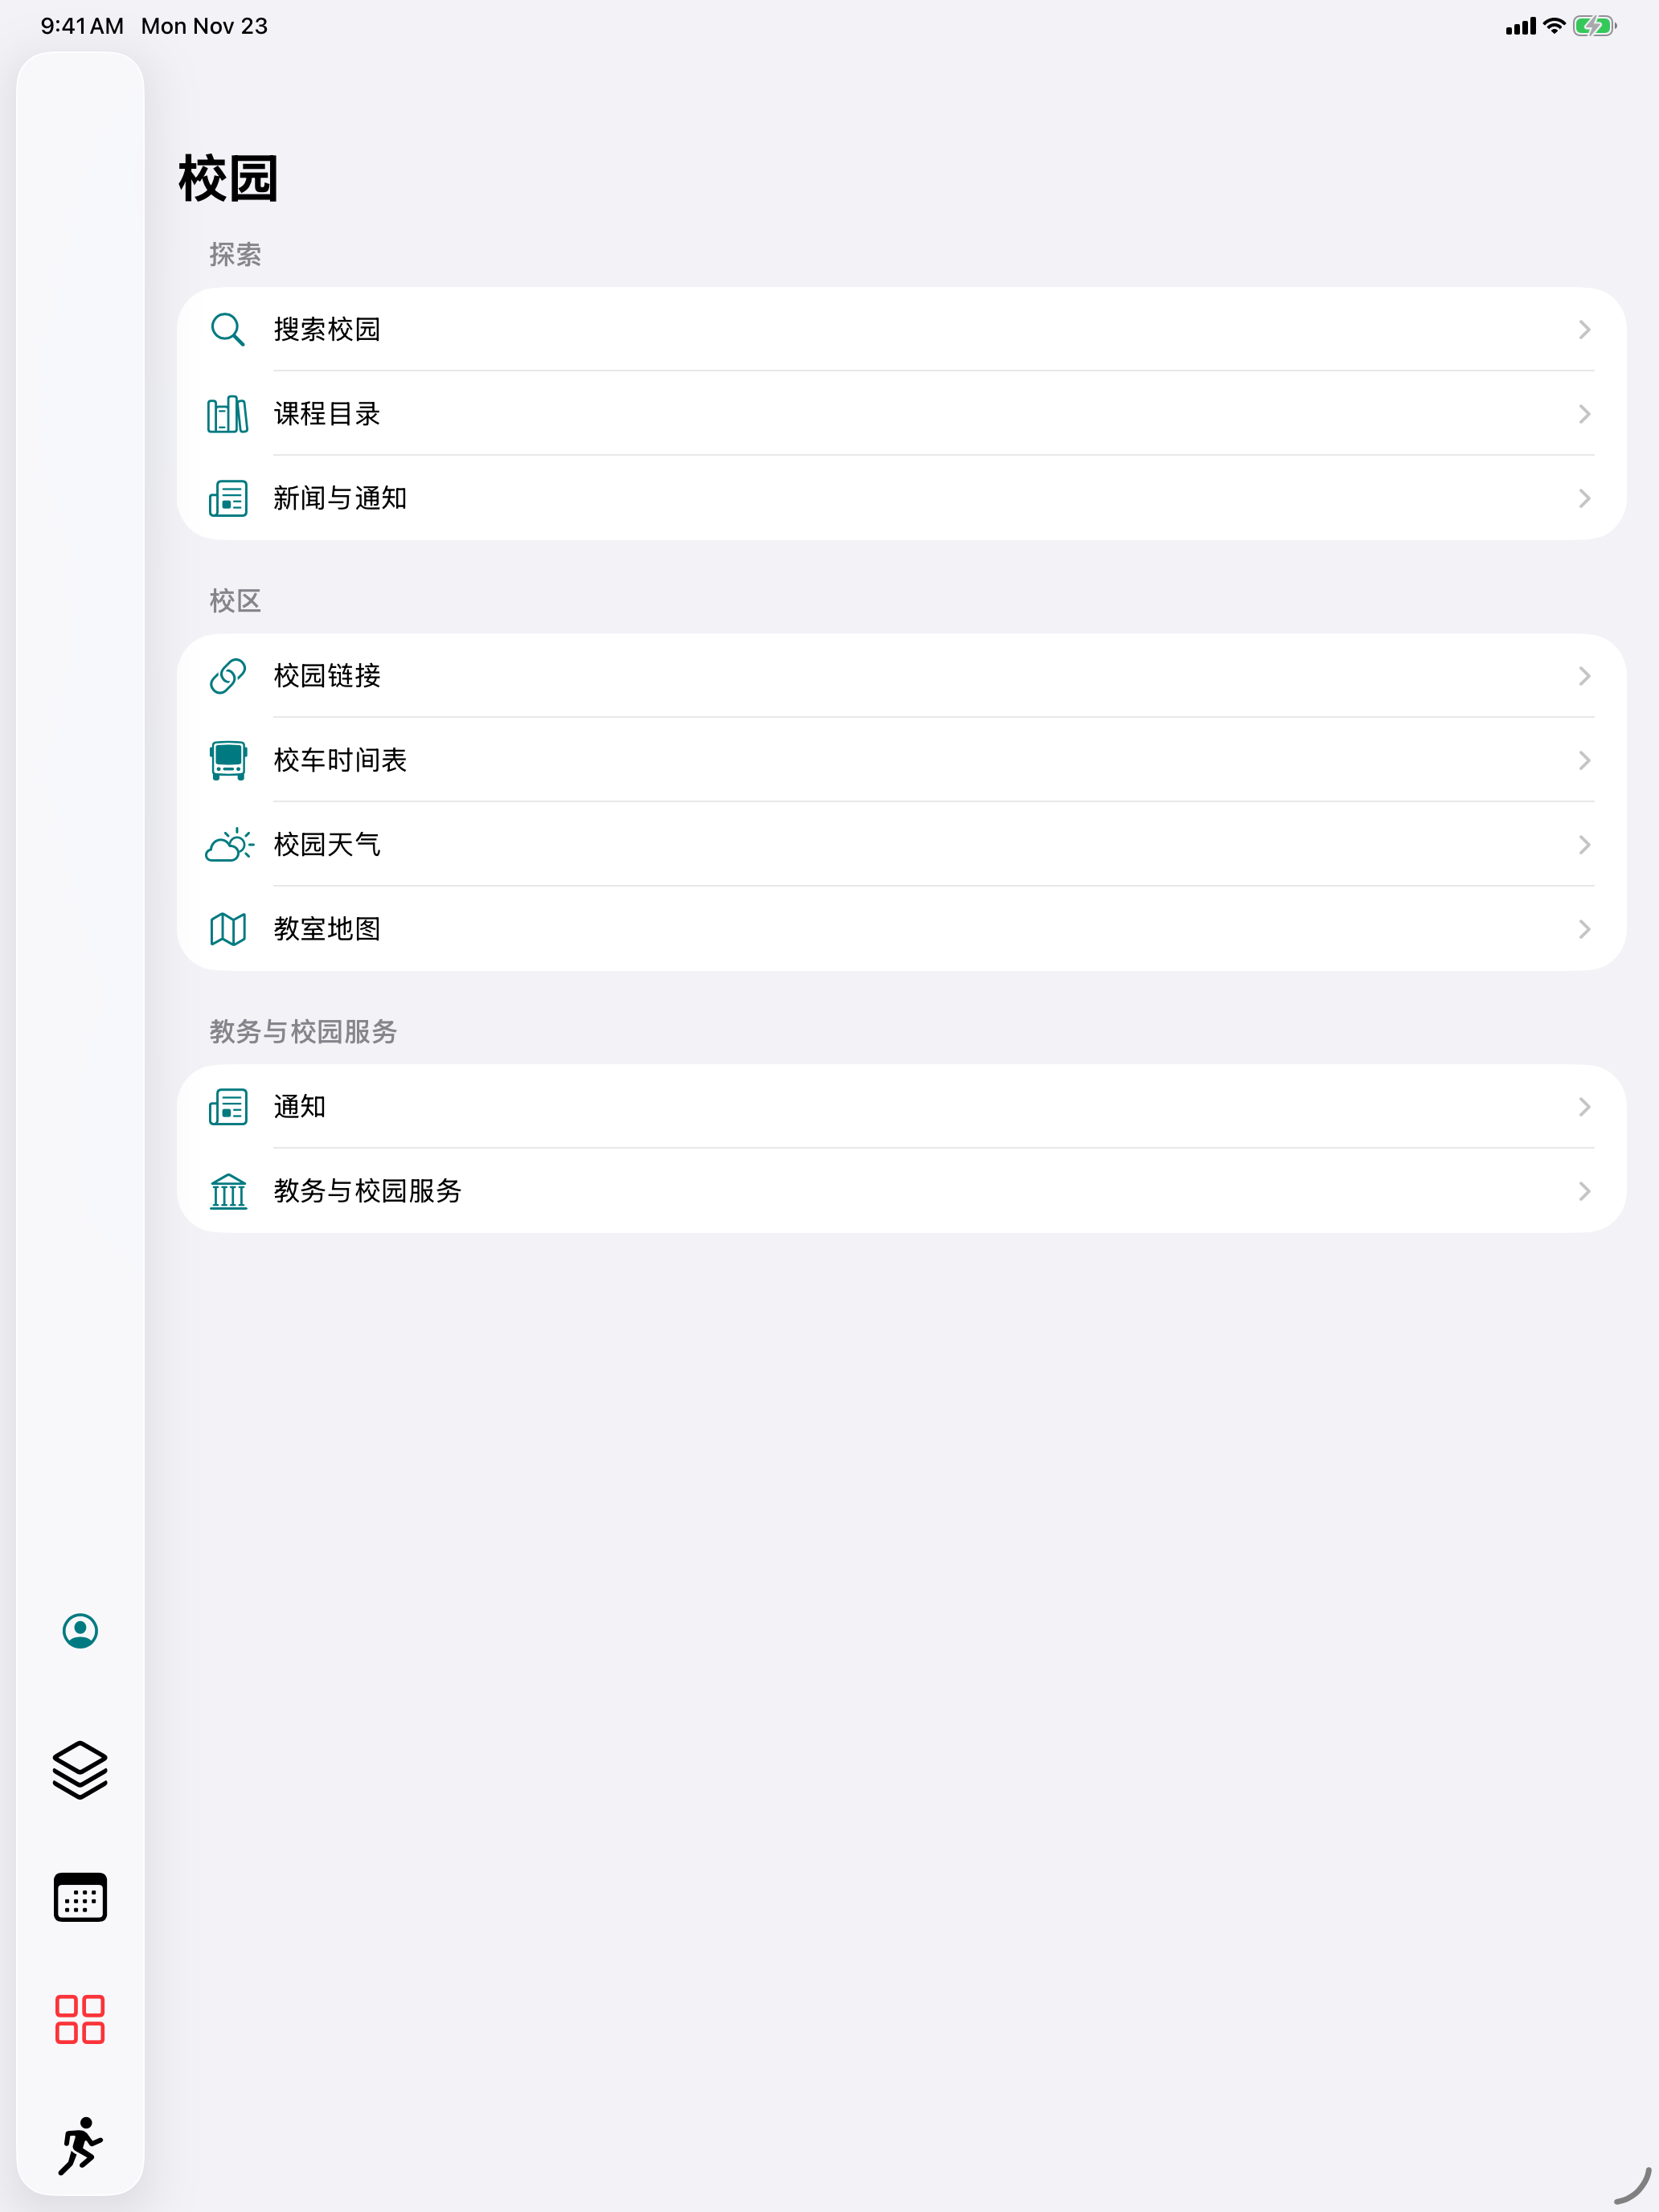 9:41 AM Mon Nov 23
校园
探索
搜索校园
课程目录
新闻与通知
校区
校园链接
校车时间表
校园天气
教室地图
教务与校园服务
通知
教务与校园服务